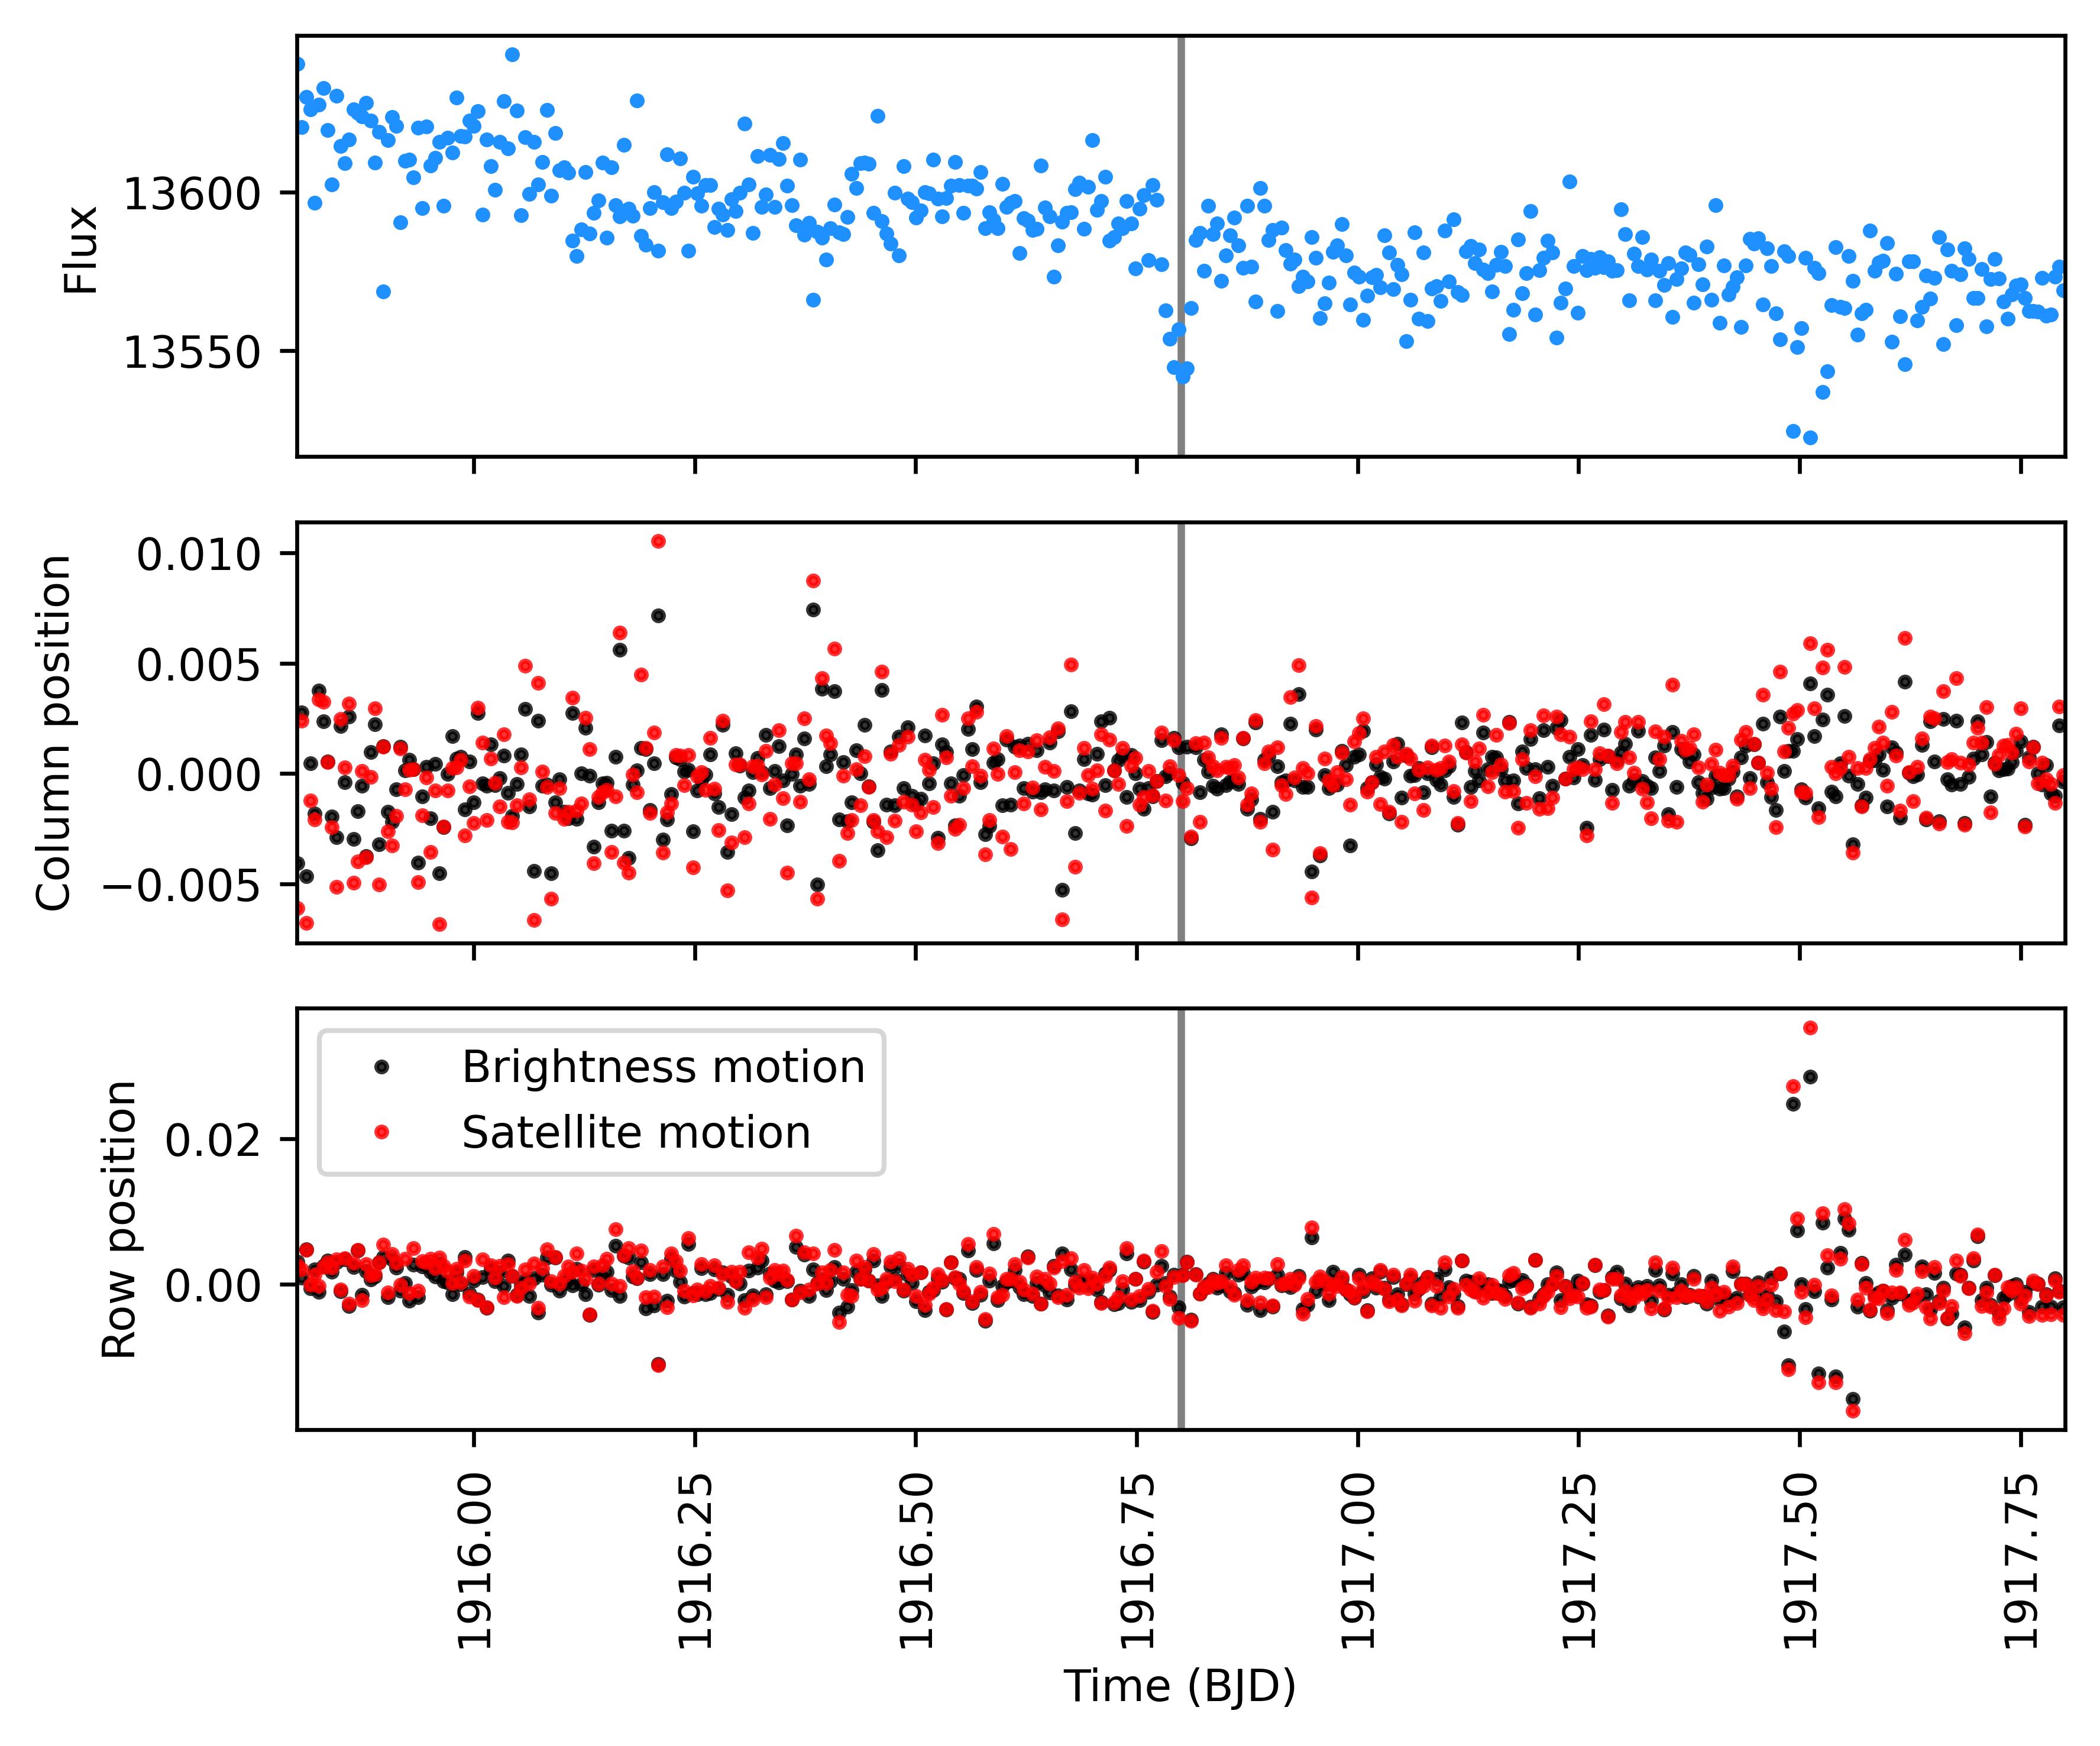 Flux
13600
13550
Column position
0.010
0.005
0.000
−0.005
Row position
0.02
0.00
Brightness motion
Satellite motion
1916.00
1916.25
1916.50
1916.75
1917.00
1917.25
1917.50
1917.75
Time (BJD)